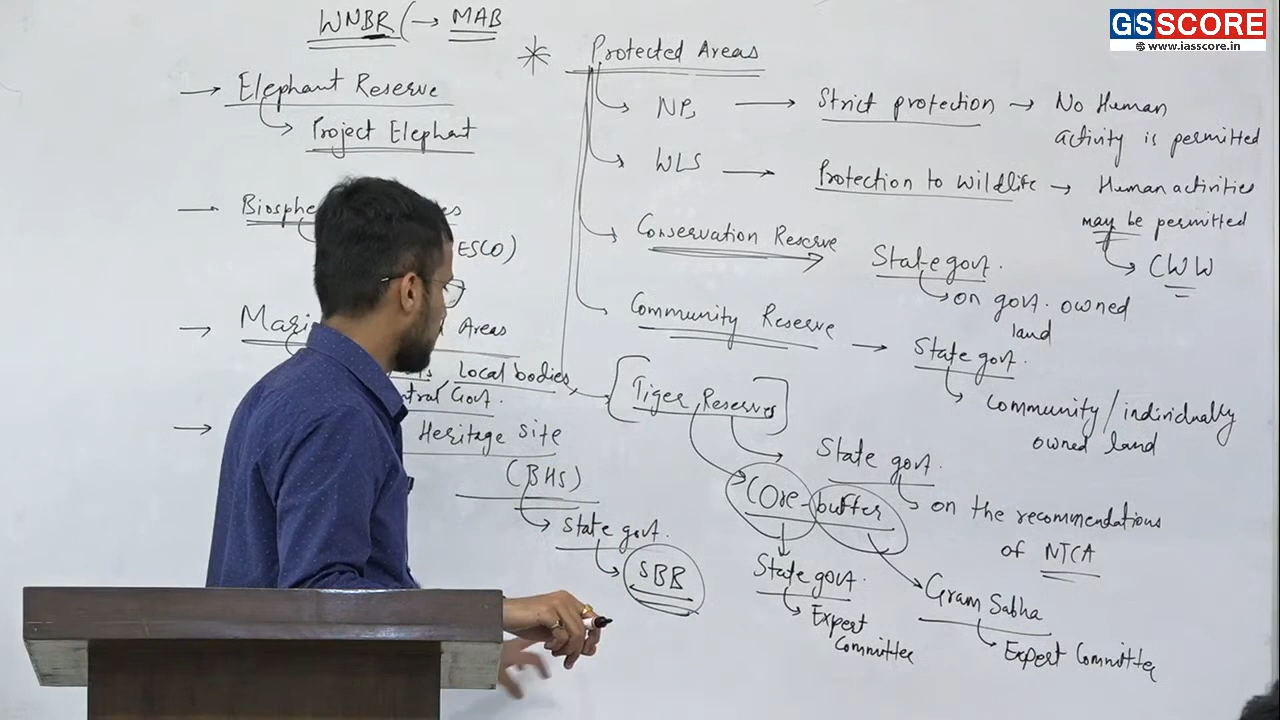 GSSCORE
www.iasscore.in
WNBR ( → MAB
→ Elephant Reserve
Project Elephant
→ Biosphe
ESCO)
→ Mari Areas
local bodies,
ntral Govt.
→ Heritage Site
(BHS)
State govt.
SBB
* Protected Areas
NPs → Strict protection → No Human
activity is permitted
WLS → Protection to wildlife → Human activities
may be permitted
CWW
Conservation Reserve
State govt.
on govt. owned
land
Community Reserve → State govt.
Community / individually
owned land
[Tiger Reserves]
State govt.
on the recommendations
of NTCA
Core - buffer
State govt.
Expert
Committee
Gram Sabha
Expert Committee